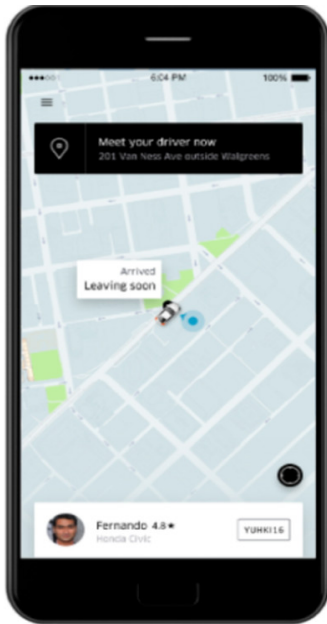 6:04 PM
100%
Meet your driver now
201 Van Ness Ave outside Walgreens
Arrived
Leaving soon
Fernando 4.8★
Honda Civic